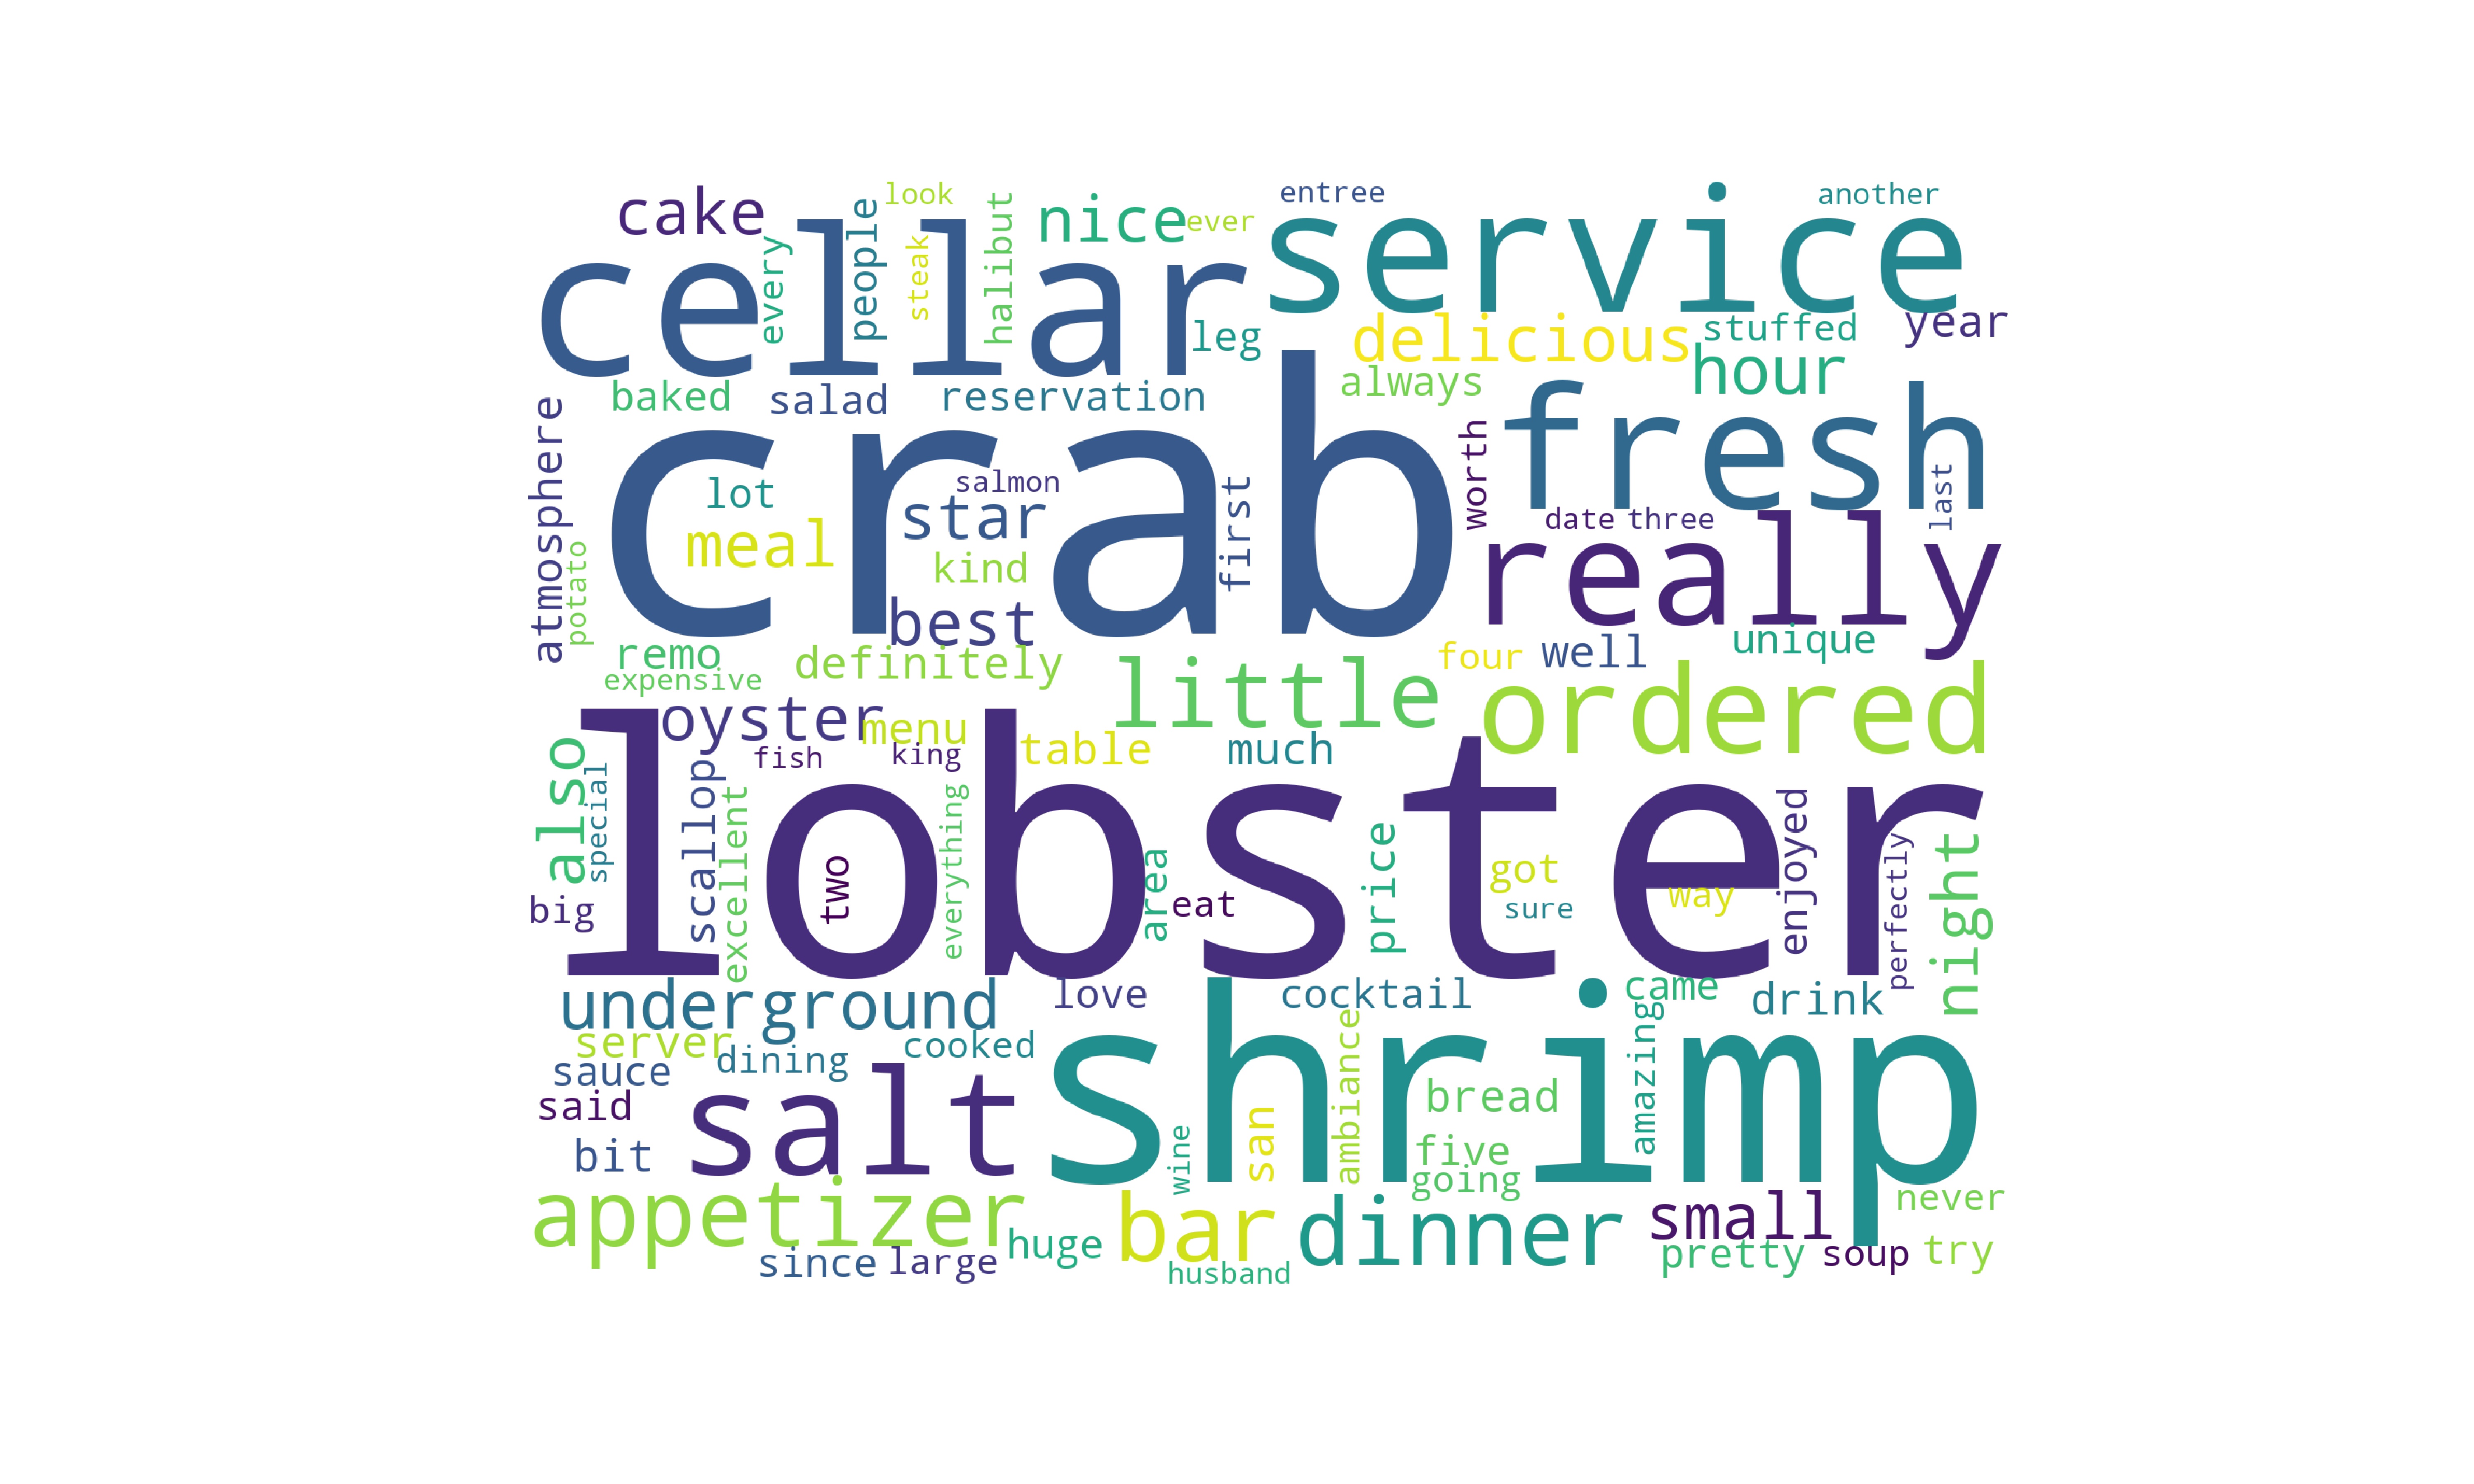 cake
look
nice
ever
entree
service
another
cellar
every
people
steak
halibut
leg
delicious
stuffed
year
hour
baked
salad
reservation
always
fresh
atmosphere
crab
worth
lot
salmon
star
first
date
three
last
meal
kind
really
potato
best
remo
definitely
four
well
unique
expensive
little
ordered
oyster
menu
table
much
fish
king
also
special
scallop
lobster
excellent
everything
two
area
eat
price
got
sure
way
enjoyed
perfectly
night
big
underground
love
cocktail
came
drink
server
dining
cooked
sauce
shrimp
said
salt
ambiance
bread
amazing
bit
wine
san
five
going
appetizer
bar
dinner
small
never
since
large
huge
husband
pretty
soup
try